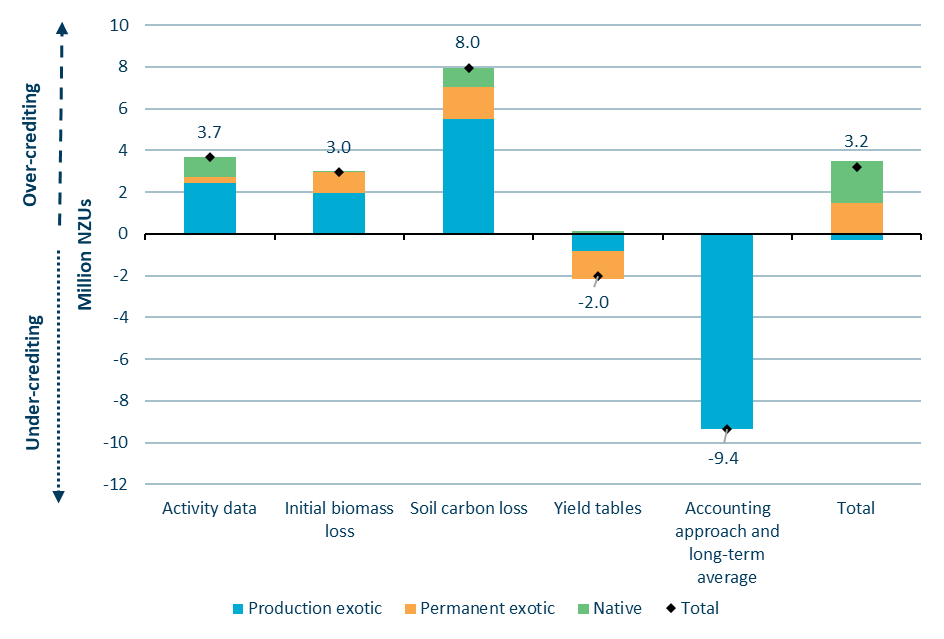 Over-crediting
Under-crediting
Million NZUs
10
8
6
4
2
0
-2
-4
-6
-8
-10
-12
3.7
3.0
8.0
-2.0
-9.4
3.2
Activity data
Initial biomass
loss
Soil carbon loss
Yield tables
Accounting
approach and
long-term
average
Total
Production exotic
Permanent exotic
Native
Total